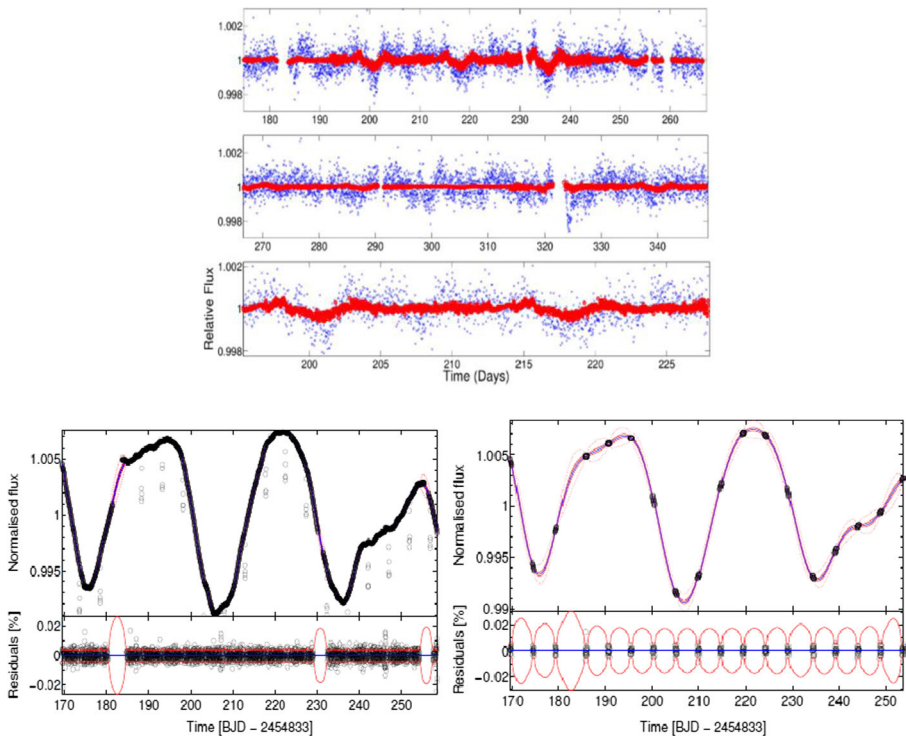 1.002
1
0.998
180 190 200 210 220 230 240 250 260
1.002
1
0.998
270 280 290 300 310 320 330 340
Relative Flux
1.002
1
0.998
200 205 210 215 220 225
Time (Days)
Normalised flux
1.005
1
0.995
Residuals [%]
0.02
0
−0.02
170 180 190 200 210 220 230 240 250
Time [BJD − 2454833]
Normalised flux
1.005
1
0.995
0.99
Residuals [%]
0.02
0
−0.02
170 180 190 200 210 220 230 240 250
Time [BJD − 2454833]